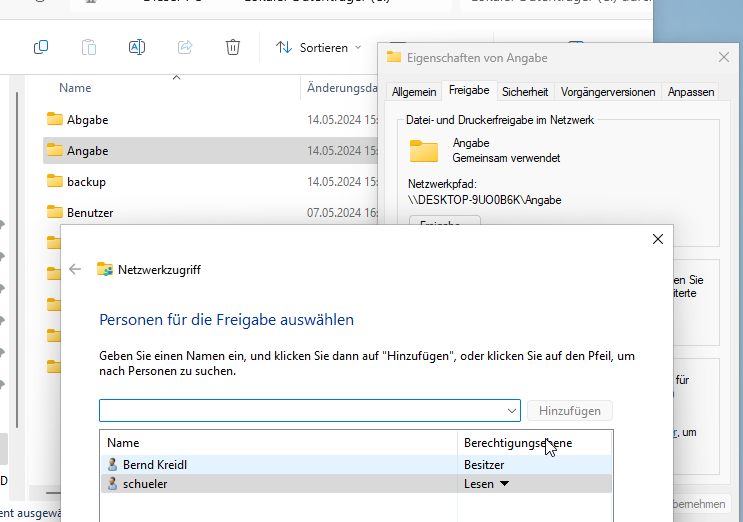 Sortieren
Name
Änderungsda
Abgabe
14.05.2024 15:
Angabe
14.05.2024 15:
backup
14.05.2024 15:
Benutzer
07.05.2024 16:
Eigenschaften von Angabe
Allgemein Freigabe Sicherheit Vorgängerversionen Anpassen
Datei- und Druckerfreigabe im Netzwerk
Angabe
Gemeinsam verwendet
Netzwerkpfad:
\\DESKTOP-9UO0B6K\Angabe
Freigabe...
en Sie
iterte
für
r, um
bernehmen
D
ent ausgewä
Netzwerkzugriff
Personen für die Freigabe auswählen
Geben Sie einen Namen ein, und klicken Sie dann auf "Hinzufügen", oder klicken Sie auf den Pfeil, um
nach Personen zu suchen.
Hinzufügen
Name Berechtigungsebene
Bernd Kreidl Besitzer
schueler Lesen